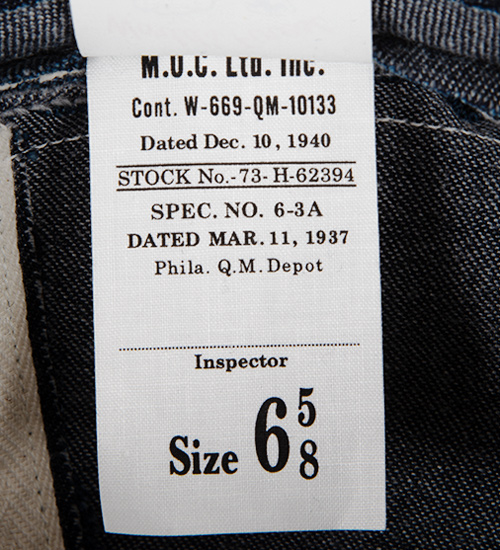 M.U.C. Ltd. Inc.
Cont. W-669-QM-10133
Dated Dec. 10, 1940
STOCK No.-73- H-62394
SPEC. NO. 6-3A
DATED MAR. 11, 1937
Phila. Q.M. Depot
Inspector
Size 6 5/8